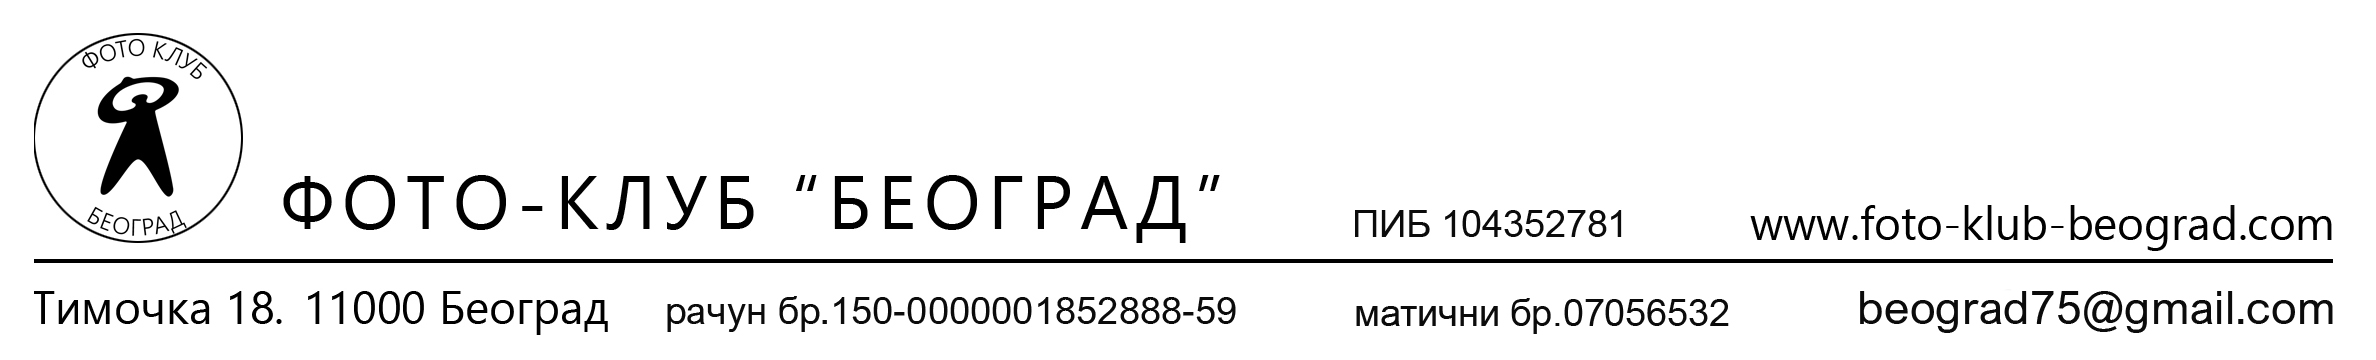 ФОТО КЛУБ
БЕОГРАД
ФОТО-КЛУБ “БЕОГРАД”
ПИБ 104352781
www.foto-klub-beograd.com
Тимочка 18. 11000 Београд
рачун бр.150-0000001852888-59
матични бр.07056532
beograd75@gmail.com